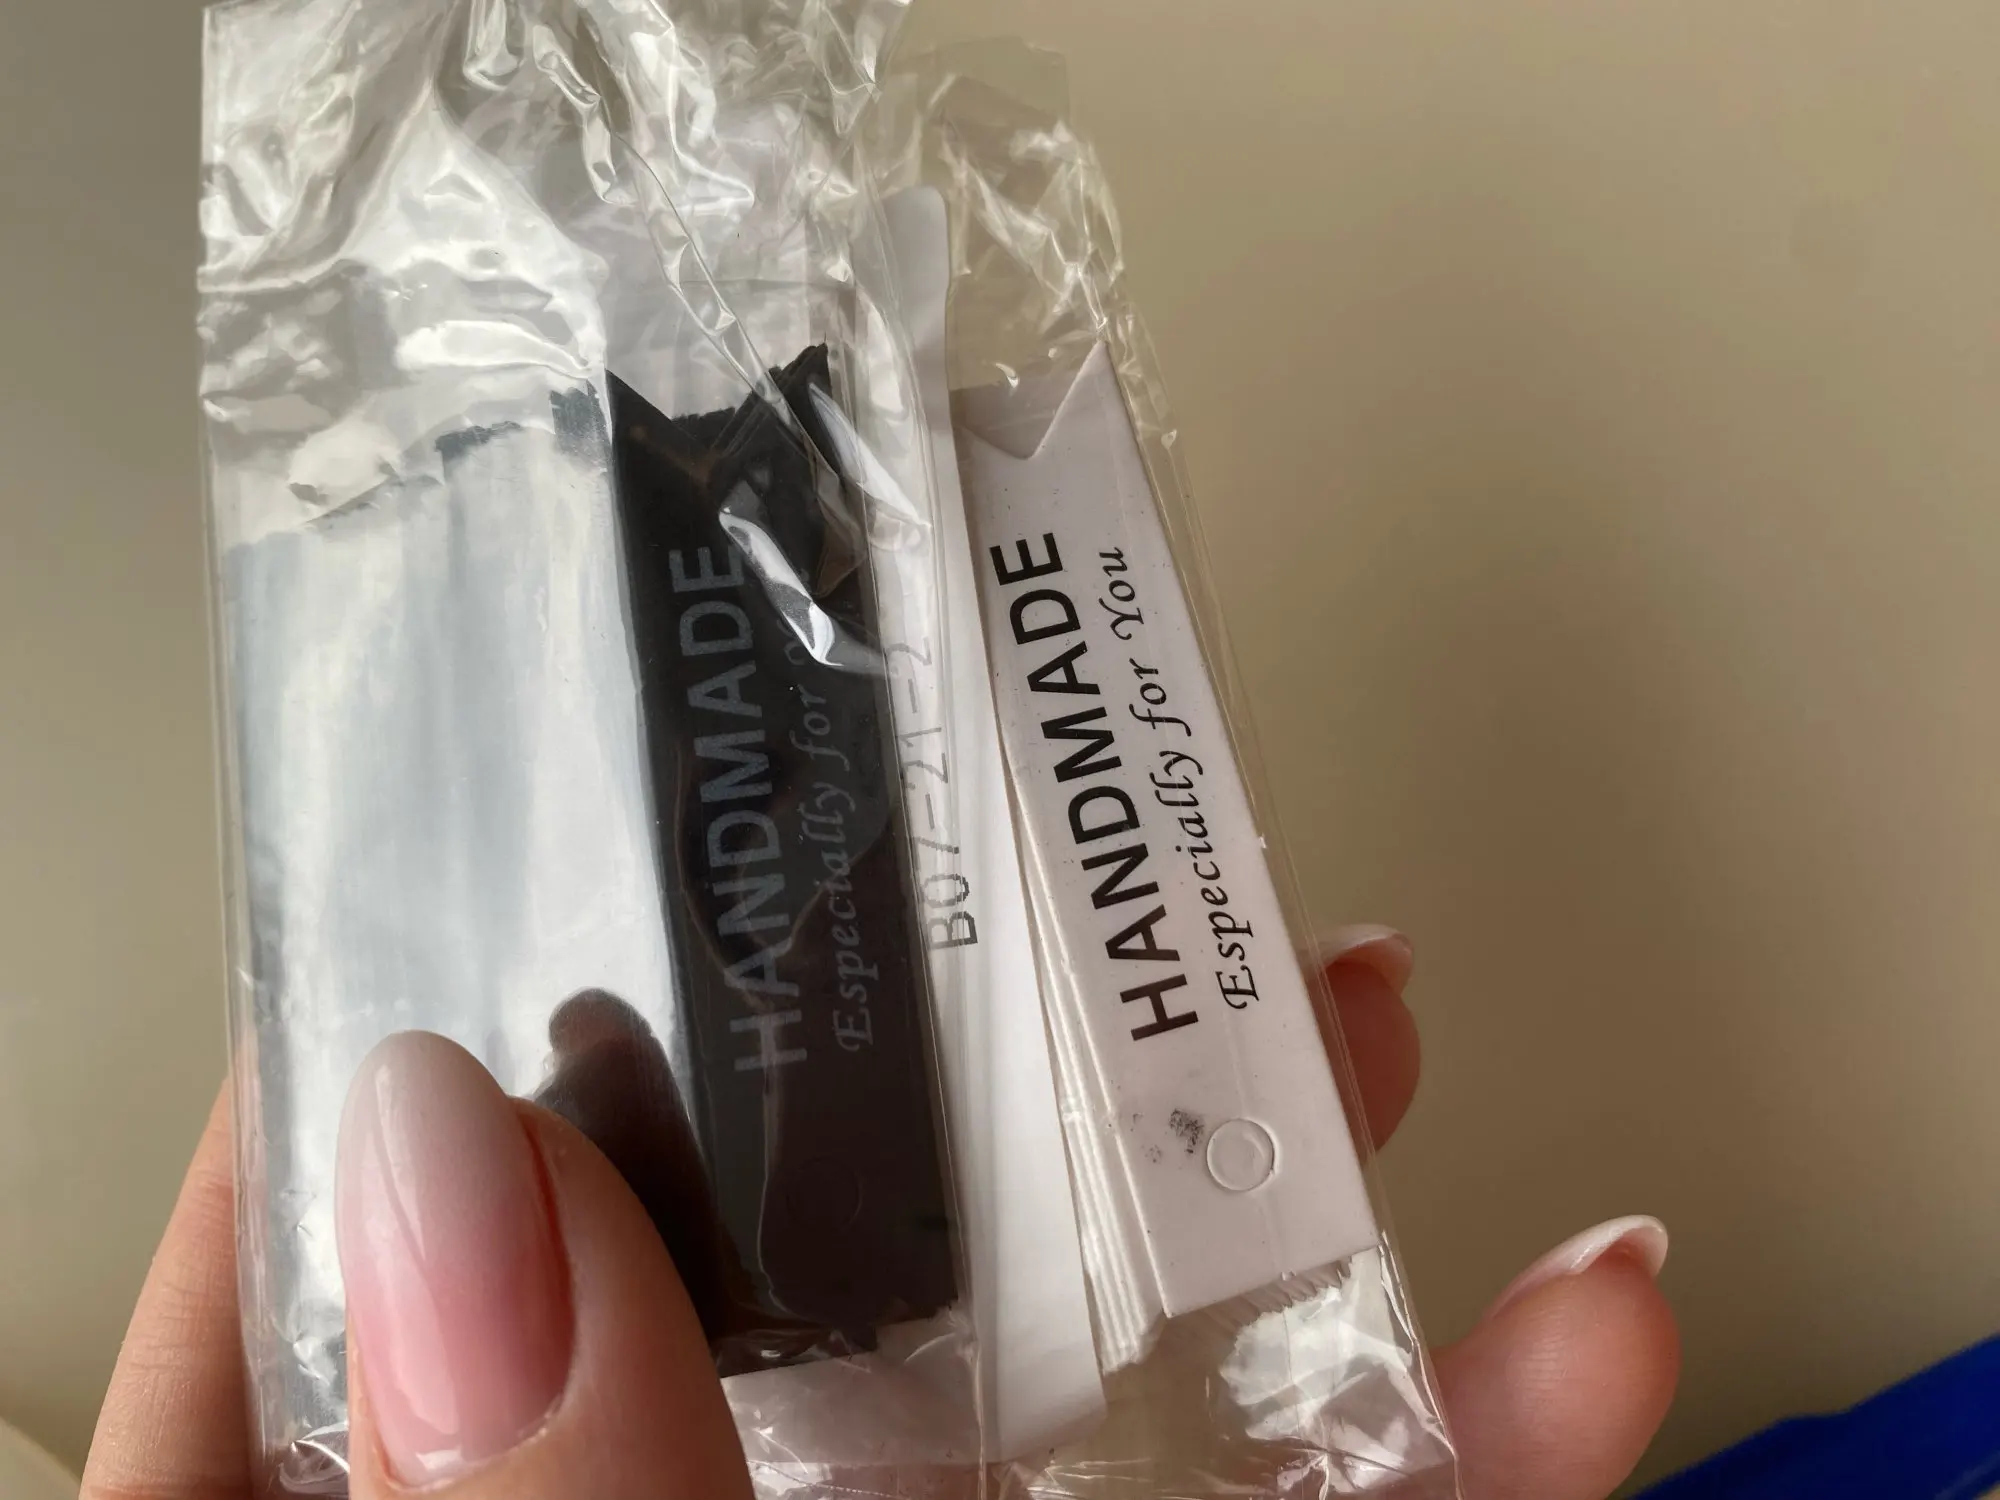 HANDMADE
Especially for
B07-21-2
HANDMADE
Especially for You